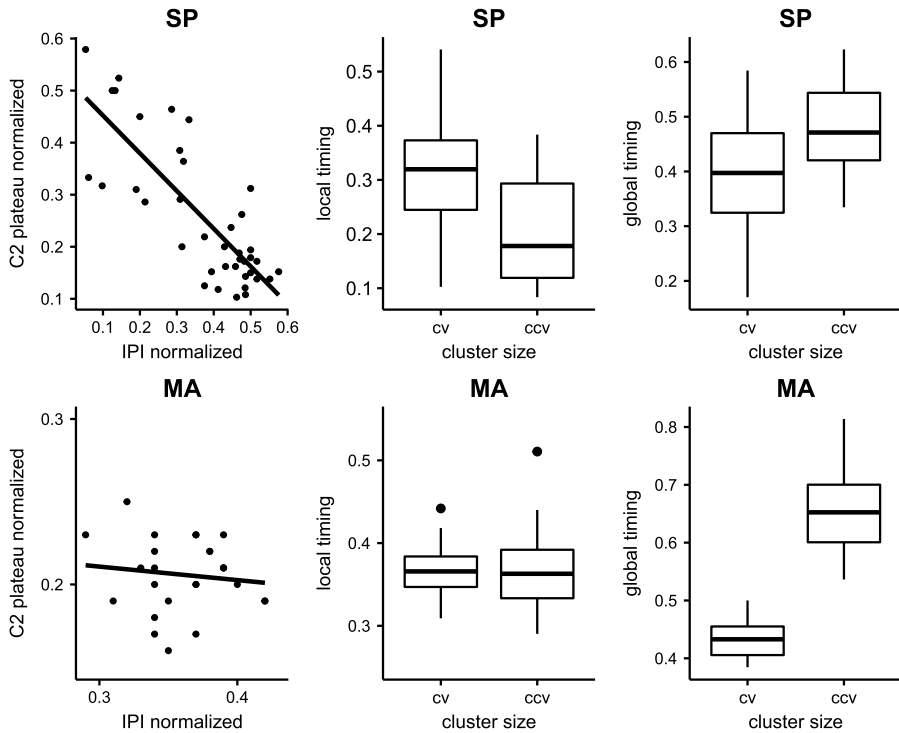 SP
C2 plateau normalized
0.6
0.5
0.4
0.3
0.2
0.1
0.1 0.2 0.3 0.4 0.5 0.6
IPI normalized
SP
local timing
0.5
0.4
0.3
0.2
0.1
cv ccv
cluster size
SP
global timing
0.6
0.5
0.4
0.3
0.2
cv ccv
cluster size
MA
C2 plateau normalized
0.3
0.2
0.3 0.4
IPI normalized
MA
local timing
0.5
0.4
0.3
cv ccv
cluster size
MA
global timing
0.8
0.7
0.6
0.5
0.4
cv ccv
cluster size